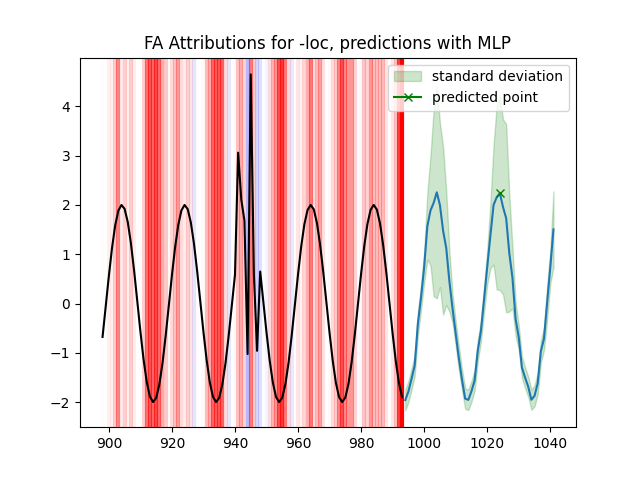 FA Attributions for -loc, predictions with MLP
standard deviation
predicted point
4
3
2
1
0
−1
−2
900 920 940 960 980 1000 1020 1040